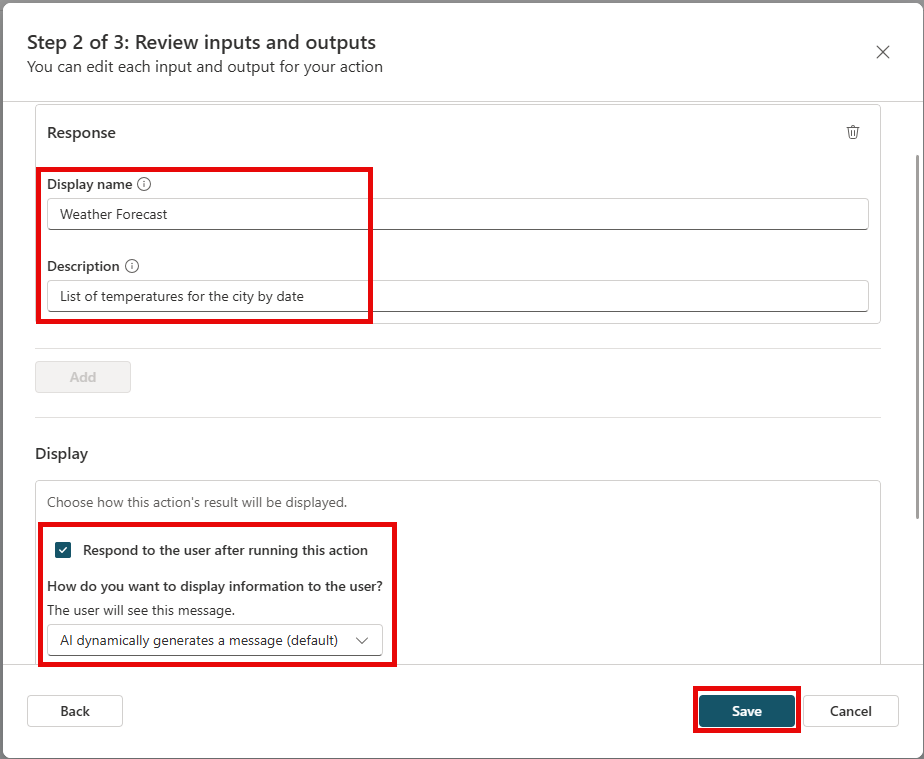 Step 2 of 3: Review inputs and outputs
You can edit each input and output for your action
Response
Display name
Weather Forecast
Description
List of temperatures for the city by date
Add
Display
Choose how this action's result will be displayed.
Respond to the user after running this action
How do you want to display information to the user?
The user will see this message.
AI dynamically generates a message (default)
Back
Save
Cancel